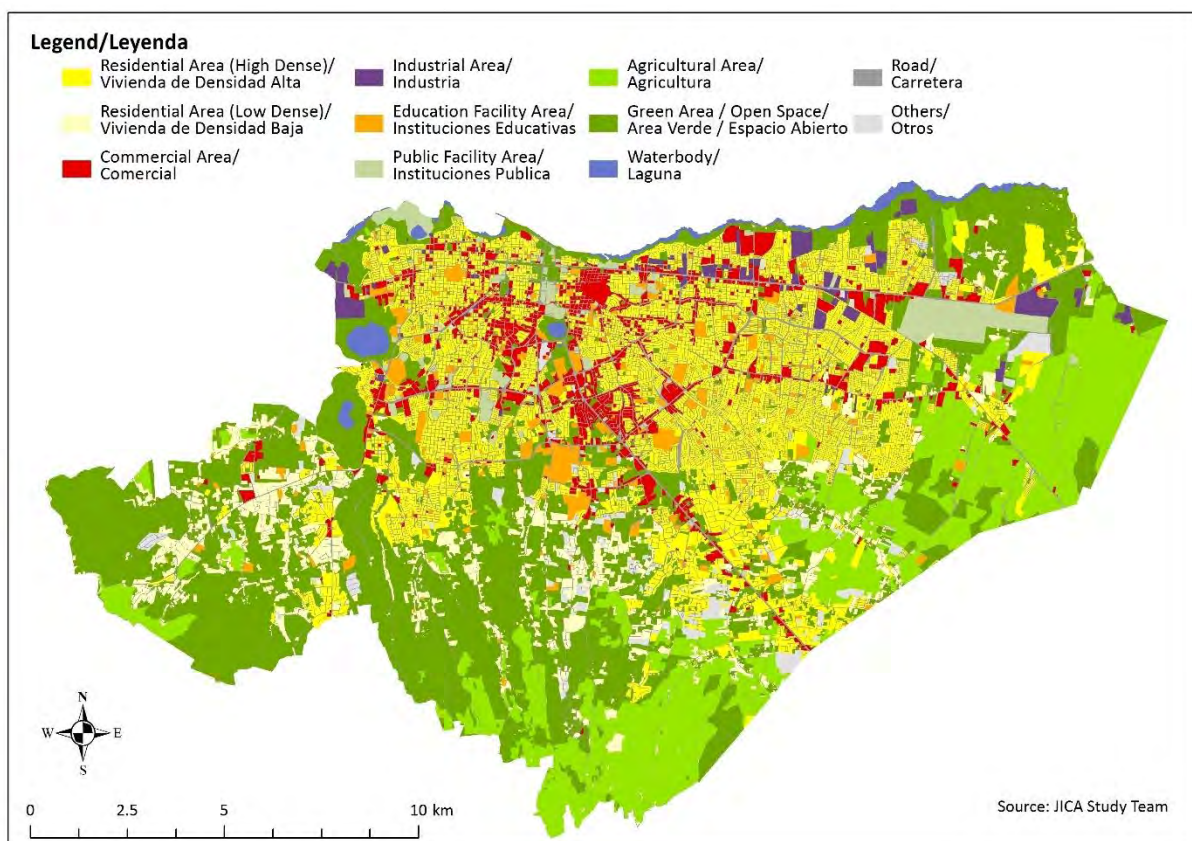 Legend/Leyenda
Residential Area (High Dense)/
Vivienda de Densidad Alta
Residential Area (Low Dense)/
Vivienda de Densidad Baja
Commercial Area/
Comercial
Industrial Area/
Industria
Education Facility Area/
Instituciones Educativas
Public Facility Area/
Instituciones Publica
Agricultural Area/
Agricultura
Green Area / Open Space/
Area Verde / Espacio Abierto
Waterbody/
Laguna
Road/
Carretera
Others/
Otros
N
W E
S
0 2.5 5 10 km
Source: JICA Study Team